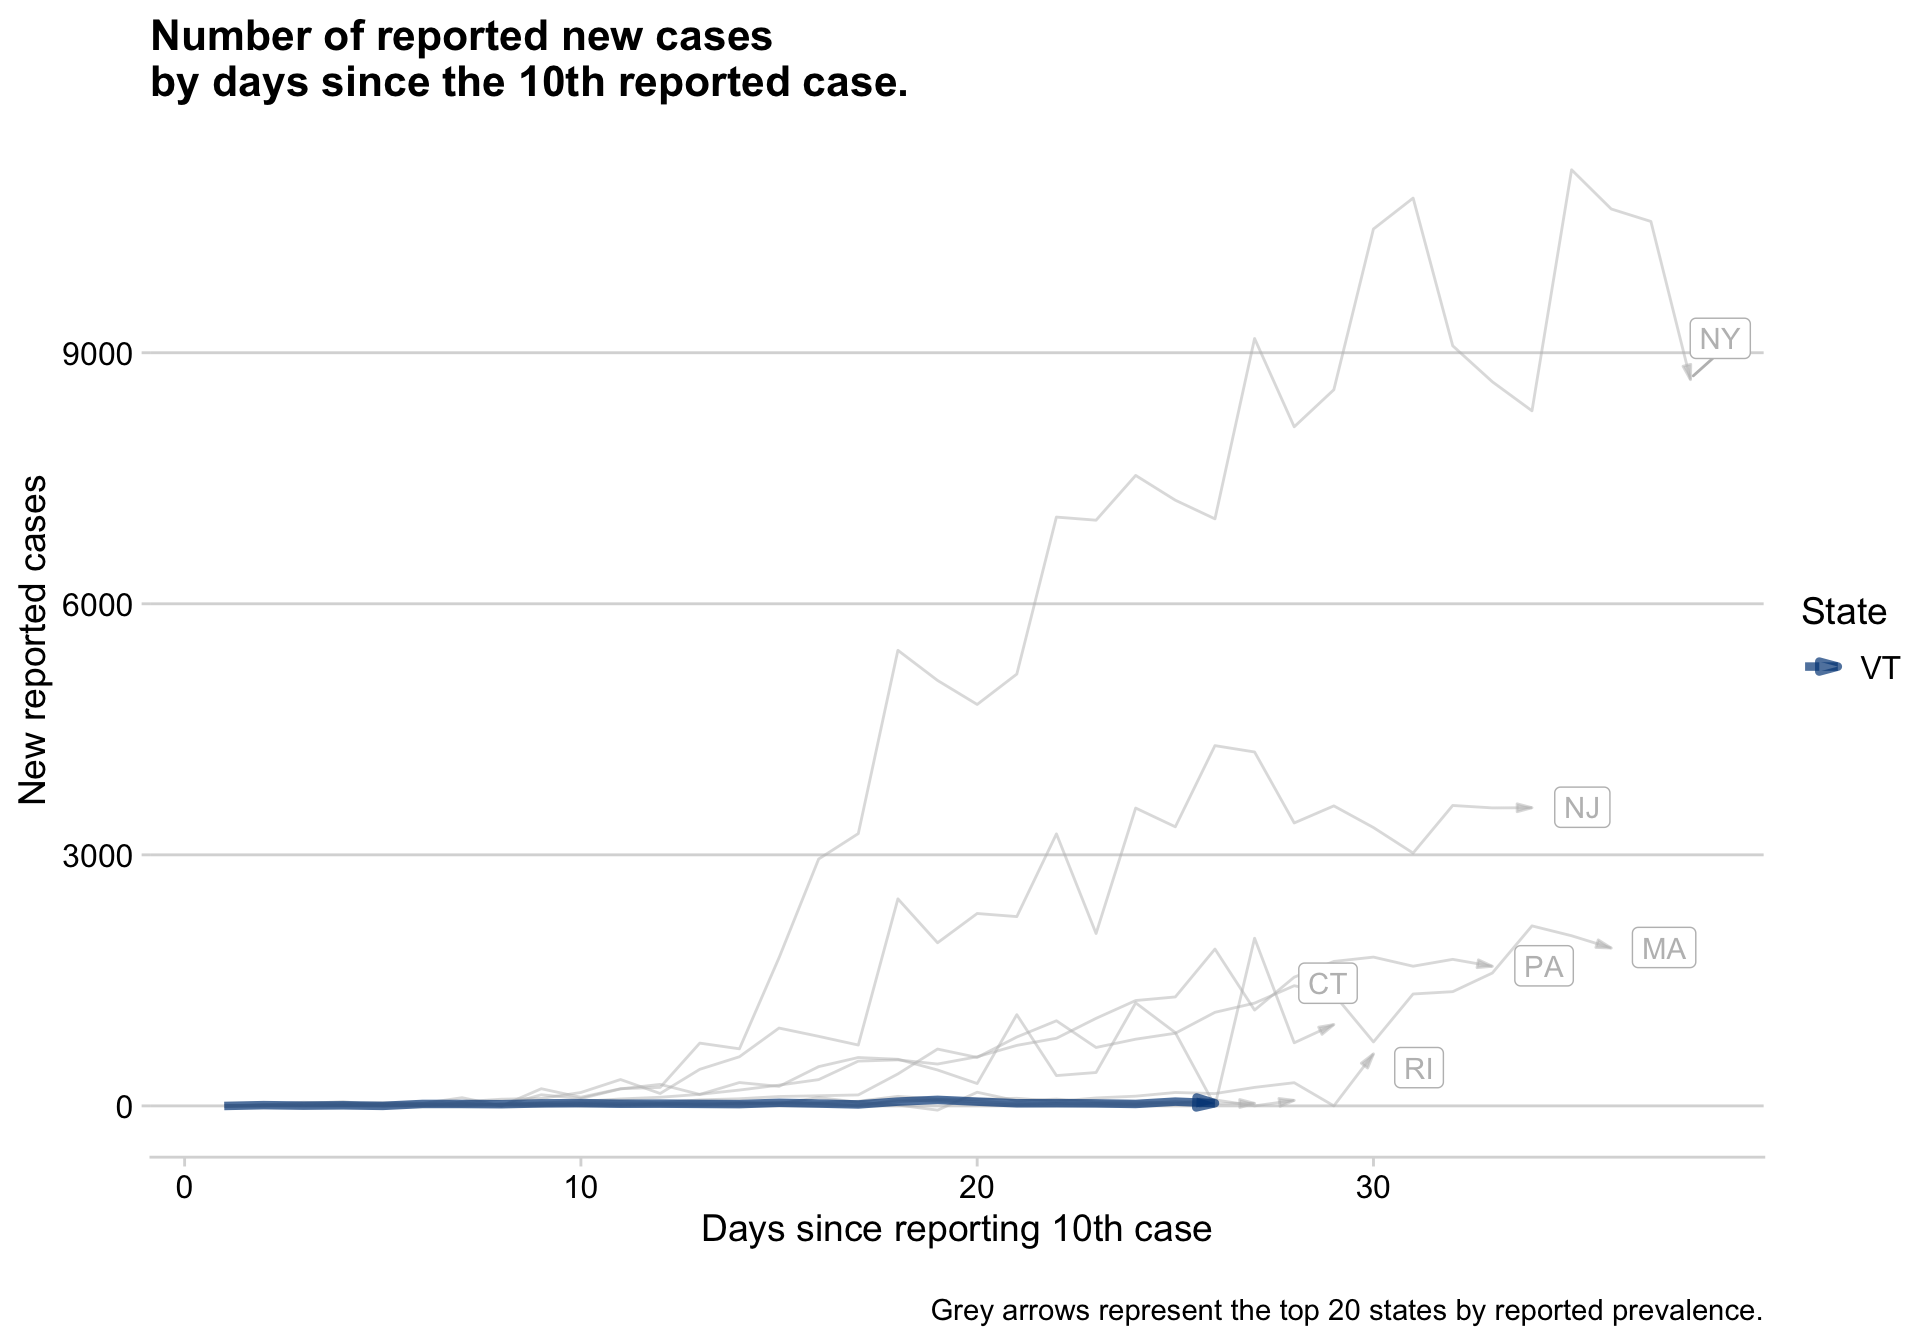 Number of reported new cases
by days since the 10th reported case.
New reported cases
9000
6000
3000
0
0
10
20
30
Days since reporting 10th case
NY
NJ
MA
PA
CT
RI
State
VT
Grey arrows represent the top 20 states by reported prevalence.